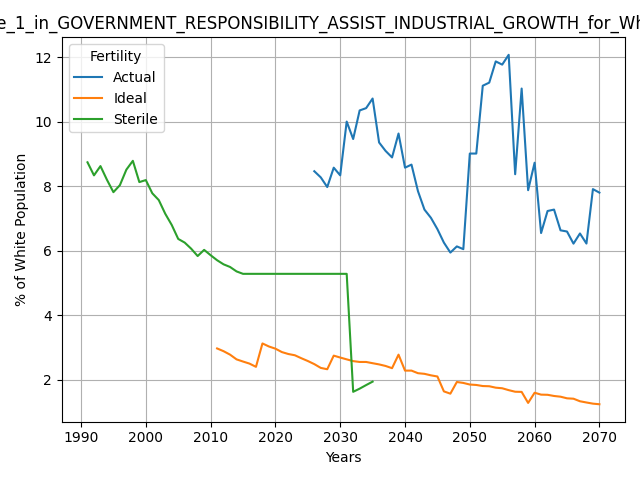 e_1_in_GOVERNMENT_RESPONSIBILITY_ASSIST_INDUSTRIAL_GROWTH_for_Wh
Fertility
Actual
Ideal
Sterile
% of White Population
12
10
8
6
4
2
1990 2000 2010 2020 2030 2040 2050 2060 2070
Years